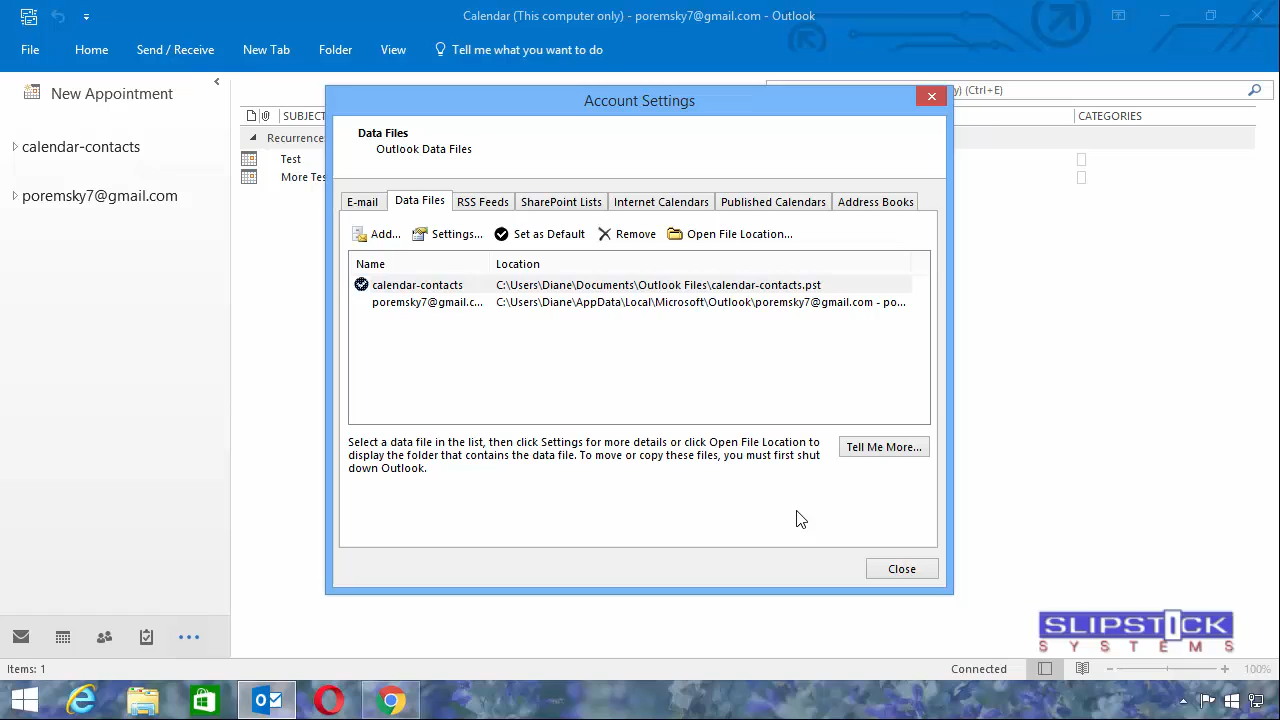 Calendar (This computer only) - poremsky7@gmail.com - Outlook
File Home Send / Receive New Tab Folder View Tell me what you want to do
New Appointment
calendar-contacts
poremsky7@gmail.com
y) (Ctrl+E)
SUBJECT
CATEGORIES
Recurrence
Test
More Tes
Account Settings
Data Files
Outlook Data Files
E-mail Data Files RSS Feeds SharePoint Lists Internet Calendars Published Calendars Address Books
Add... Settings... Set as Default Remove Open File Location...
Name Location
calendar-contacts C:\Users\Diane\Documents\Outlook Files\calendar-contacts.pst
poremsky7@gmail.c... C:\Users\Diane\AppData\Local\Microsoft\Outlook\poremsky7@gmail.com - po...
Select a data file in the list, then click Settings for more details or click Open File Location to
display the folder that contains the data file. To move or copy these files, you must first shut
down Outlook.
Tell Me More...
Close
SLIPSTICK
SYSTEMS
Items: 1
Connected
100%